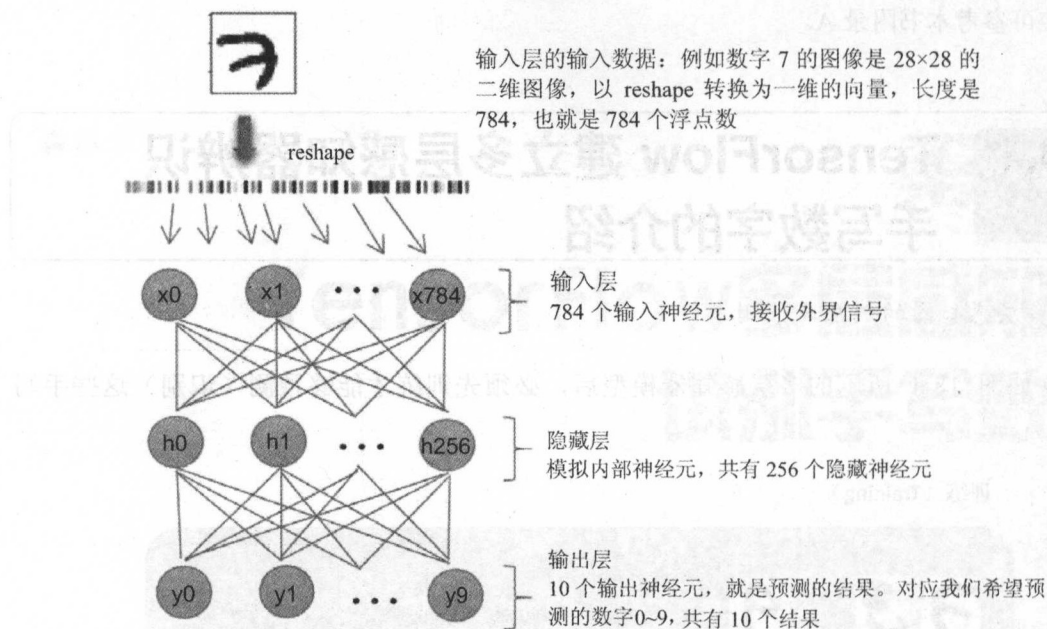 输入层的输入数据：例如数字 7 的图像是 28×28 的
二维图像，以 reshape 转换为一维的向量，长度是
784，也就是 784 个浮点数
reshape
x0 x1 ••• x784
输入层
784 个输入神经元，接收外界信号
h0 h1 ••• h256
隐藏层
模拟内部神经元，共有 256 个隐藏神经元
y0 y1 ••• y9
输出层
10 个输出神经元，就是预测的结果。对应我们希望预
测的数字0~9，共有 10 个结果